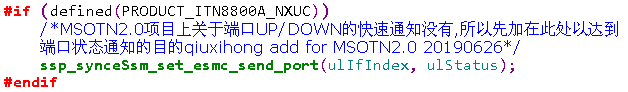 #if (defined(PRODUCT_ITN8800A_NXUC))
/*MSOTN2.0项目上关于端口UP/DOWN的快速通知没有,所以先加在此处以达到
端口状态通知的目的qiuxihong add for MSOTN2.0 20190626*/
ssp_synceSsm_set_esmc_send_port(ulIfIndex, ulStatus);
#endif